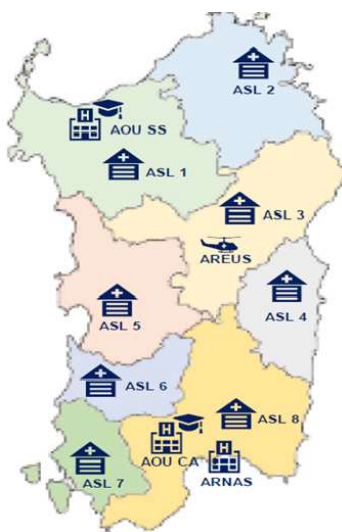 ASL 2
AOU SS
ASL 1
ASL 3
AREUS
ASL 4
ASL 5
ASL 6
ASL 8
AOU CA
ASL 7
ARNAS